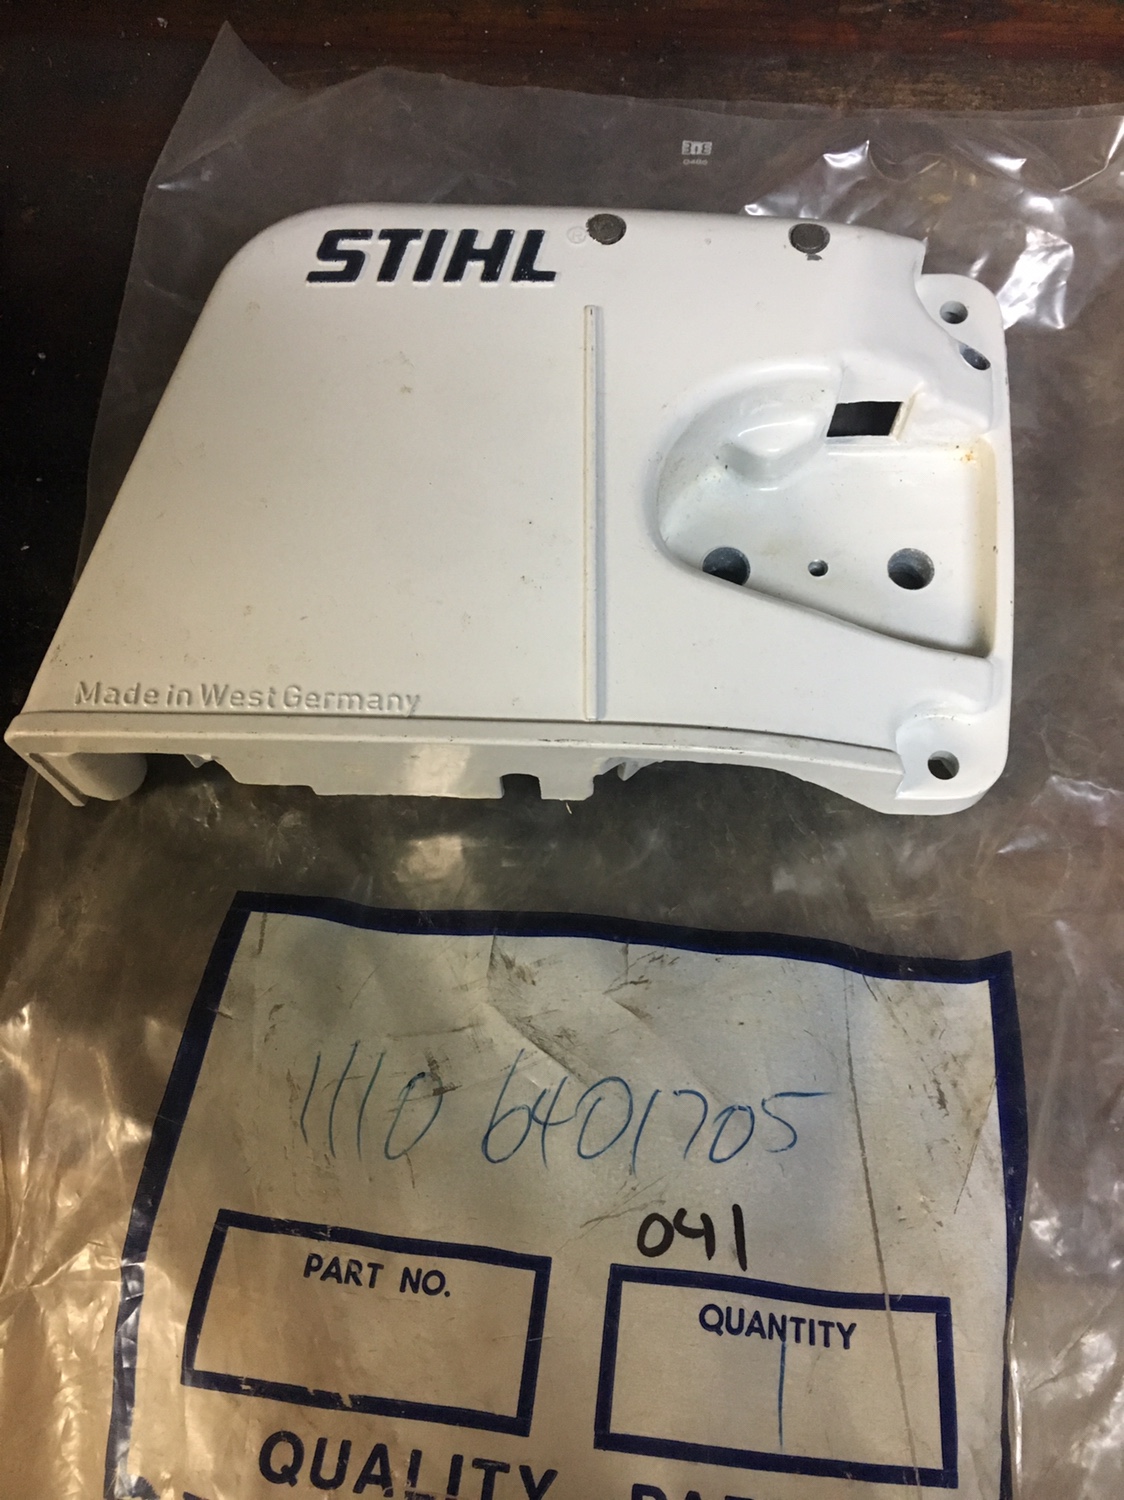 STIHL®
Made in West Germany
1110 6401705
041
PART NO.
QUANTITY
1
QUALITY